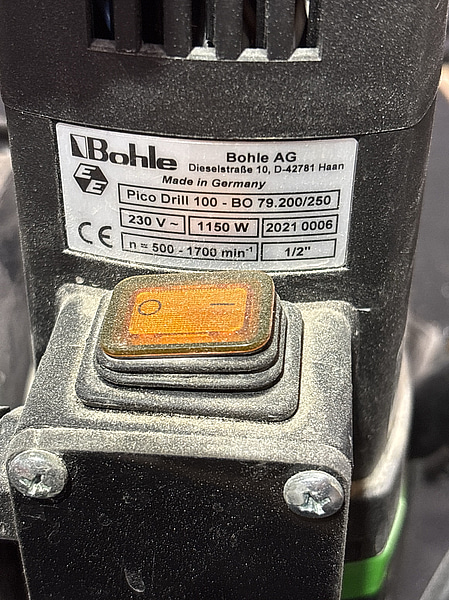 Bohle
Bohle AG
Dieselstraße 10, D-42781 Haan
Made in Germany
Pico Drill 100 - BO 79.200/250
230 V ~ 1150 W 2021 0006
CE n = 500 - 1700 min⁻¹ 1/2"
O I